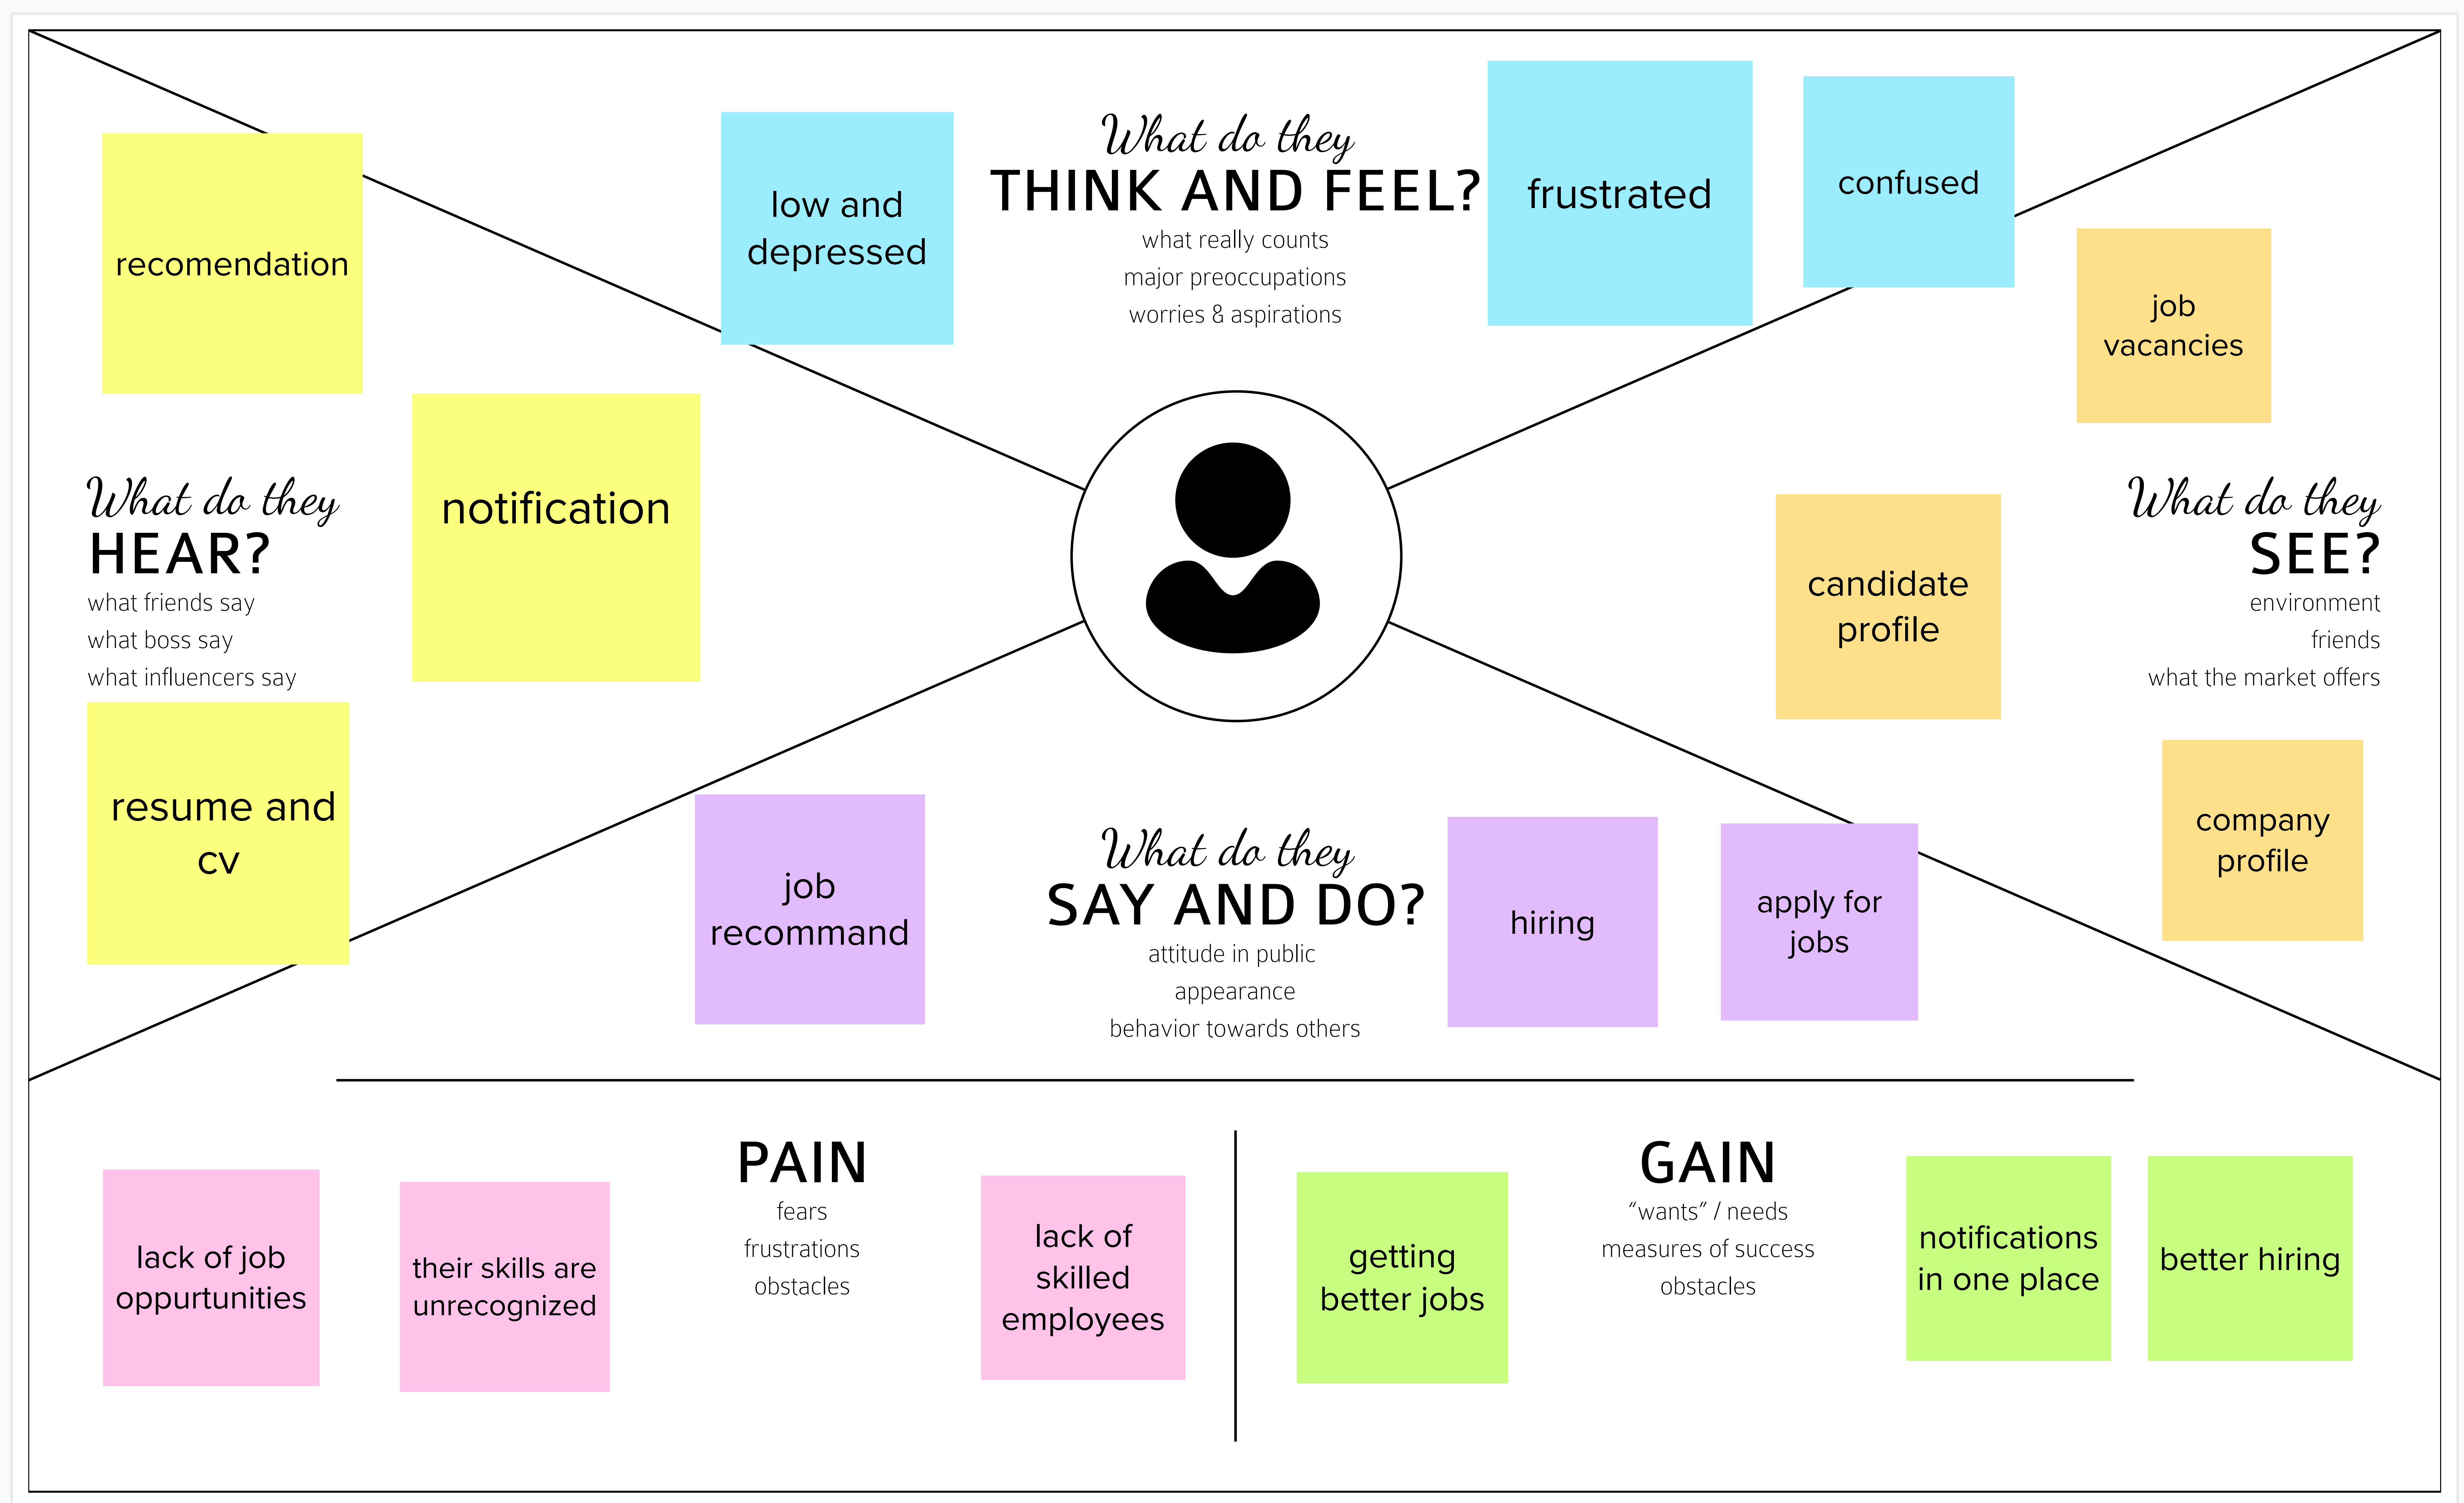 recomendation
low and
depressed
What do they
THINK AND FEEL?
what really counts
major preoccupations
worries & aspirations
frustrated
confused
job
vacancies
notification
What do they
HEAR?
what friends say
what boss say
what influencers say
resume and
cv
candidate
profile
What do they
SEE?
environment
friends
what the market offers
company
profile
job
recommand
What do they
SAY AND DO?
attitude in public
appearance
behavior towards others
hiring
apply for
jobs
lack of job
oppurtunities
their skills are
unrecognized
PAIN
fears
frustrations
obstacles
lack of
skilled
employees
getting
better jobs
GAIN
“wants” / needs
measures of success
obstacles
notifications
in one place
better hiring